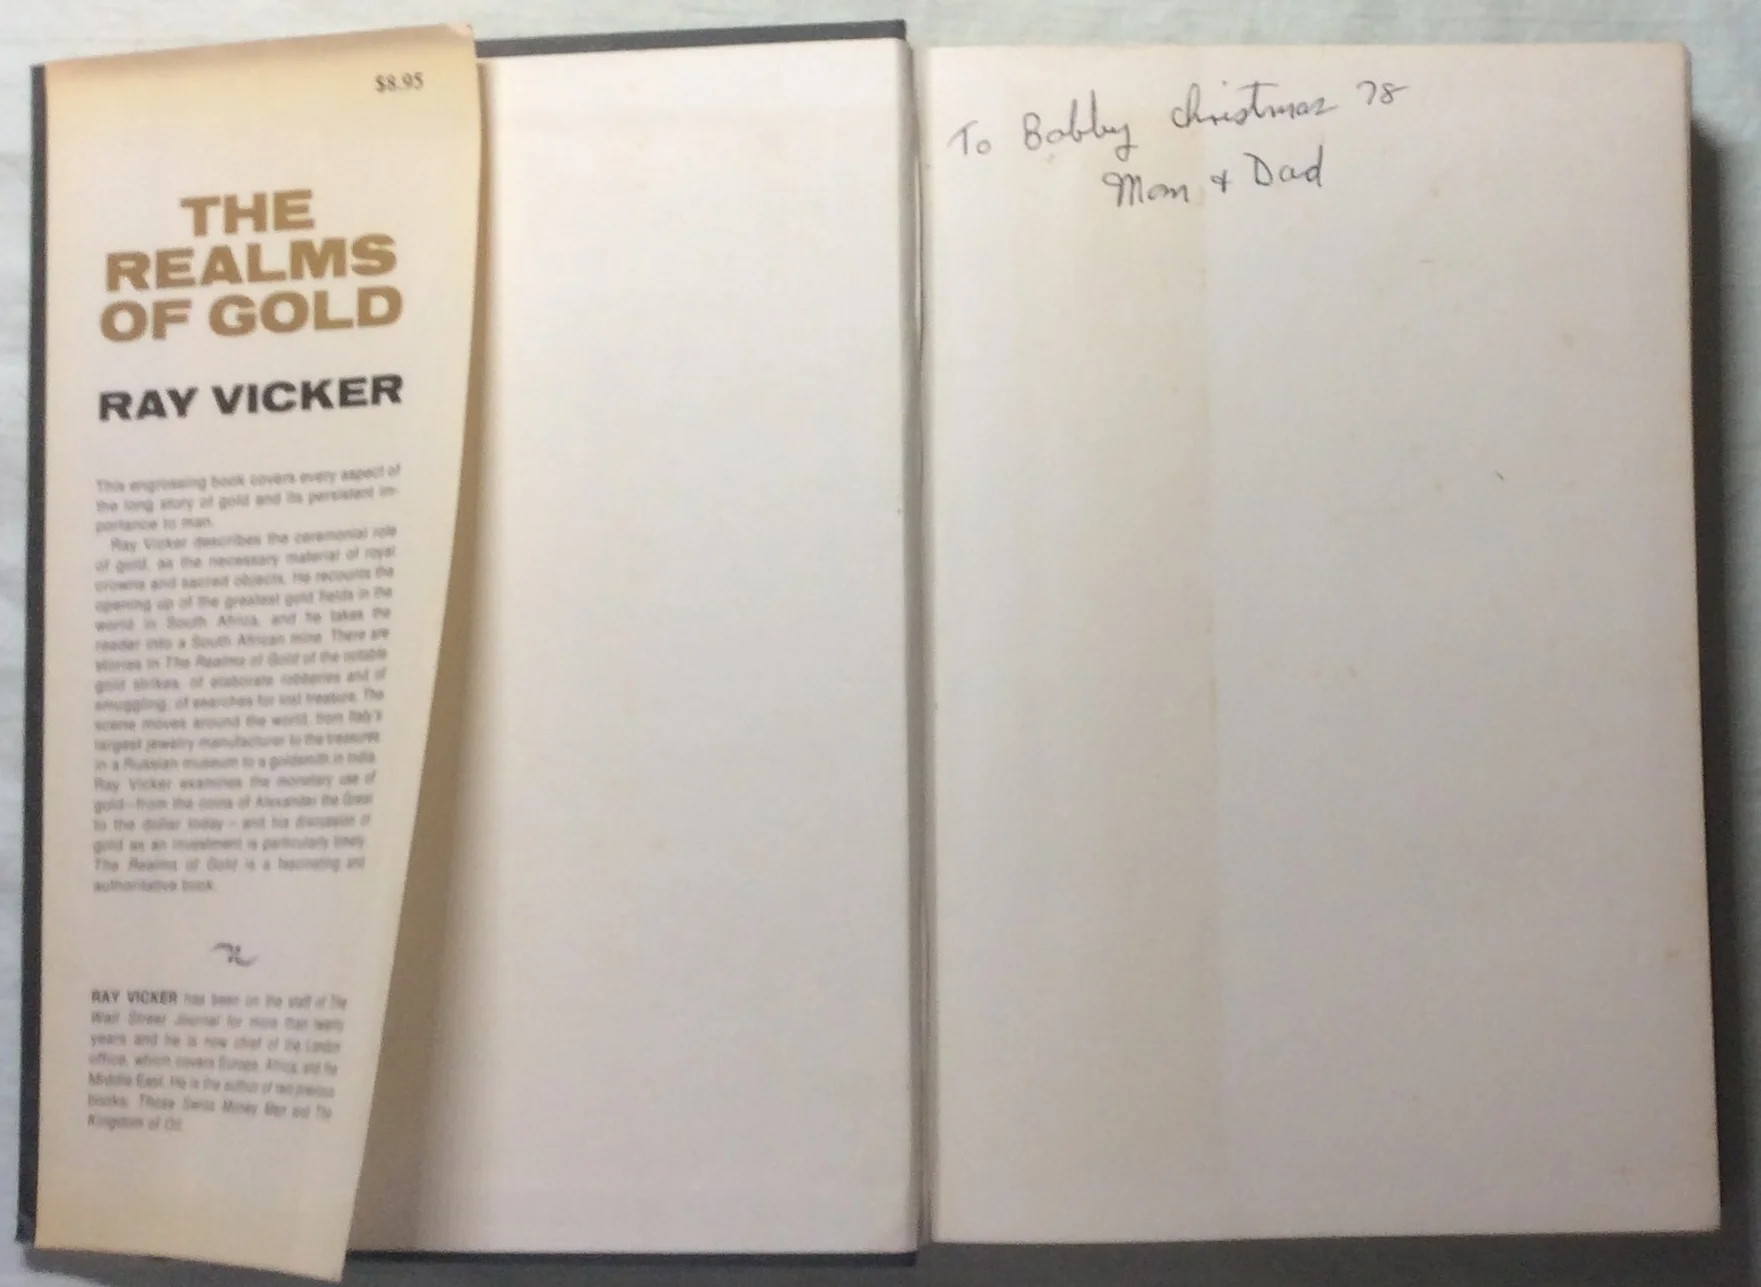 $8.95
THE
REALMS
OF GOLD
RAY VICKER
This engrossing book covers every aspect of
the long story of gold and its persistent im-
portance to man.
Ray Vicker describes the ceremonial role
of gold, as the necessary material of royal
crowns and sacred objects. He recounts the
opening up of the greatest gold fields in the
world in South Africa, and he takes the
reader into a South African mine. There are
stories in The Realms of Gold of the notable
gold strikes, of elaborate robberies and of
smuggling, of searches for lost treasure. The
scene moves around the world, from Italy's
largest jewelry manufacturer to the treasures
in a Russian museum to a goldsmith in India.
Ray Vicker examines the monetary use of
gold—from the coins of Alexander the Great
to the dollar today – and his discussion of
gold as an investment is particularly timely.
The Realms of Gold is a fascinating and
authoritative book.
RAY VICKER has been on the staff of The
Wall Street Journal for more than twenty
years and he is now chief of the London
office, which covers Europe, Africa, and the
Middle East. He is the author of two previous
books: Those Swiss Money Men and The
Kingdom of Oil.
To Bobby Christmas 78
Mom + Dad